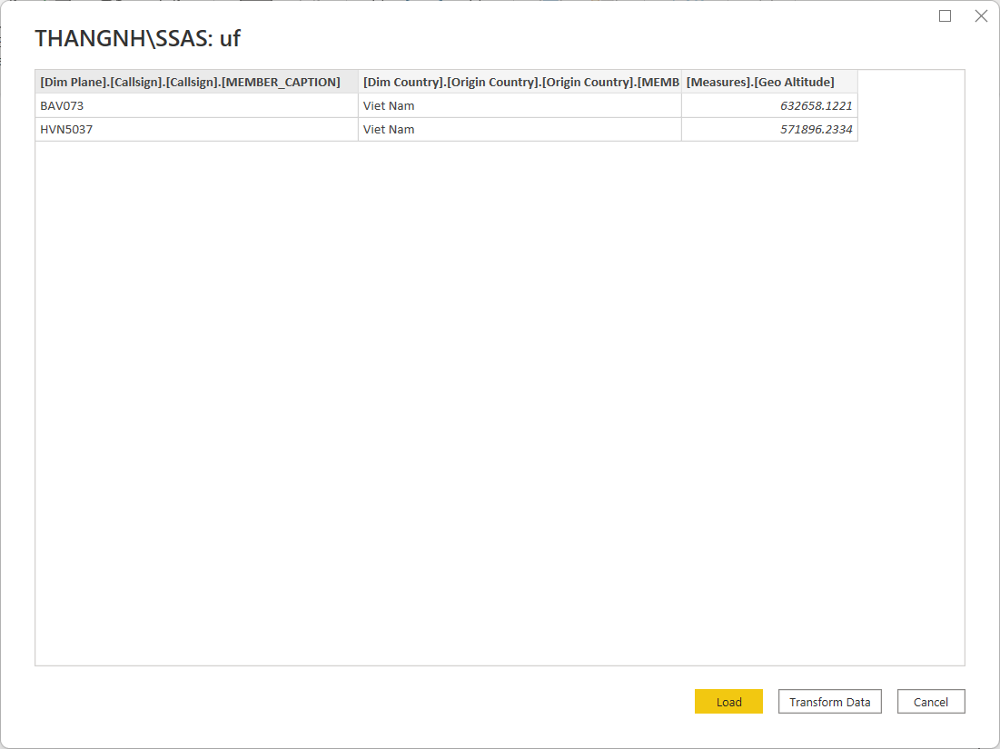 THANGNH\SSAS: uf
[Dim Plane].[Callsign].[Callsign].[MEMBER_CAPTION] [Dim Country].[Origin Country].[Origin Country].[MEMB [Measures].[Geo Altitude]
BAV073 Viet Nam 632658.1221
HVN5037 Viet Nam 571896.2334
Load Transform Data Cancel